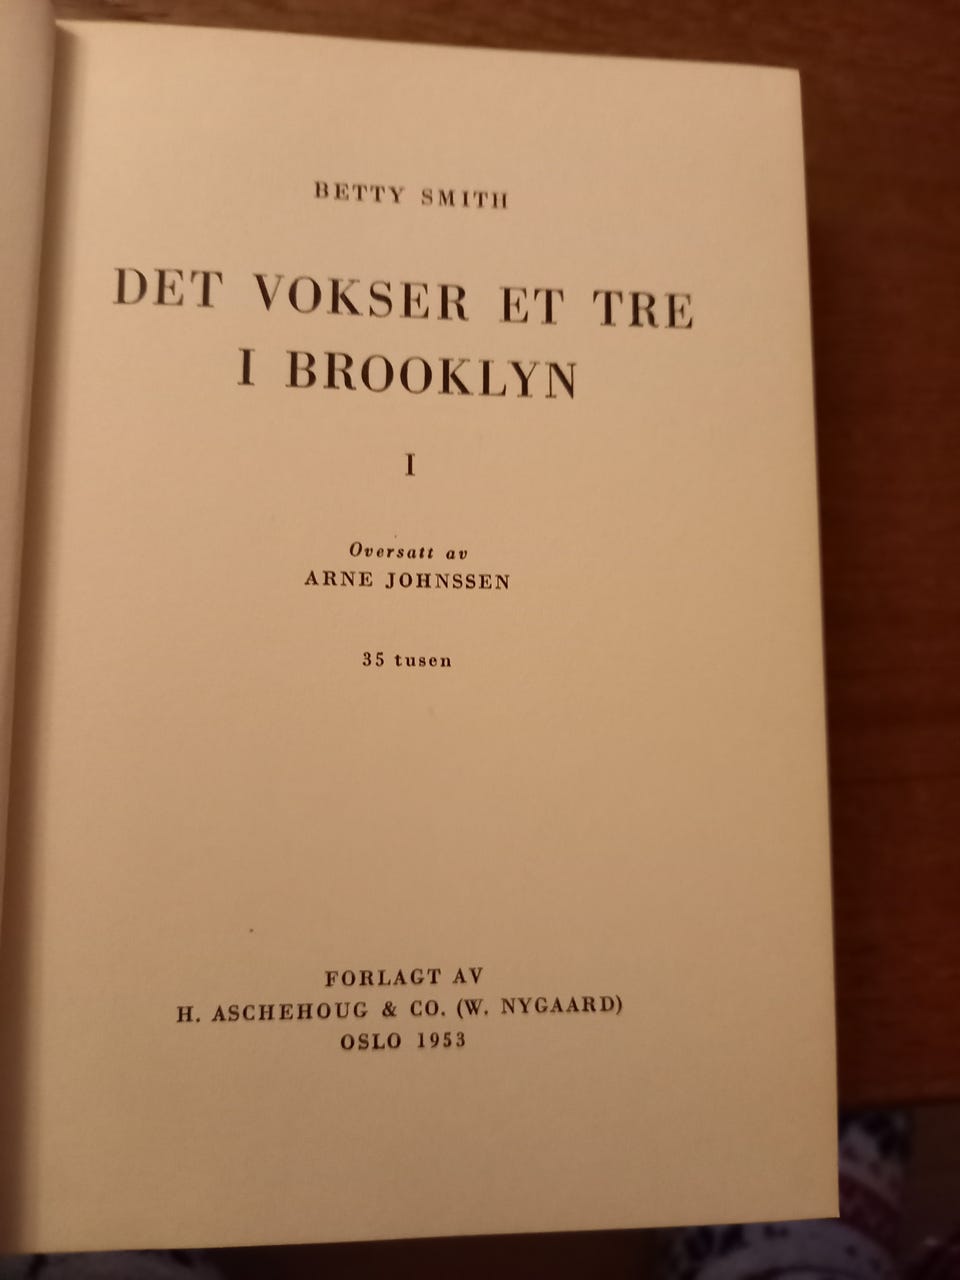 BETTY SMITH
DET VOKSER ET TRE
I BROOKLYN
I
Oversatt av
ARNE JOHNSSEN
35 tusen
FORLAGT AV
H. ASCHEHOUG & CO. (W. NYGAARD)
OSLO 1953